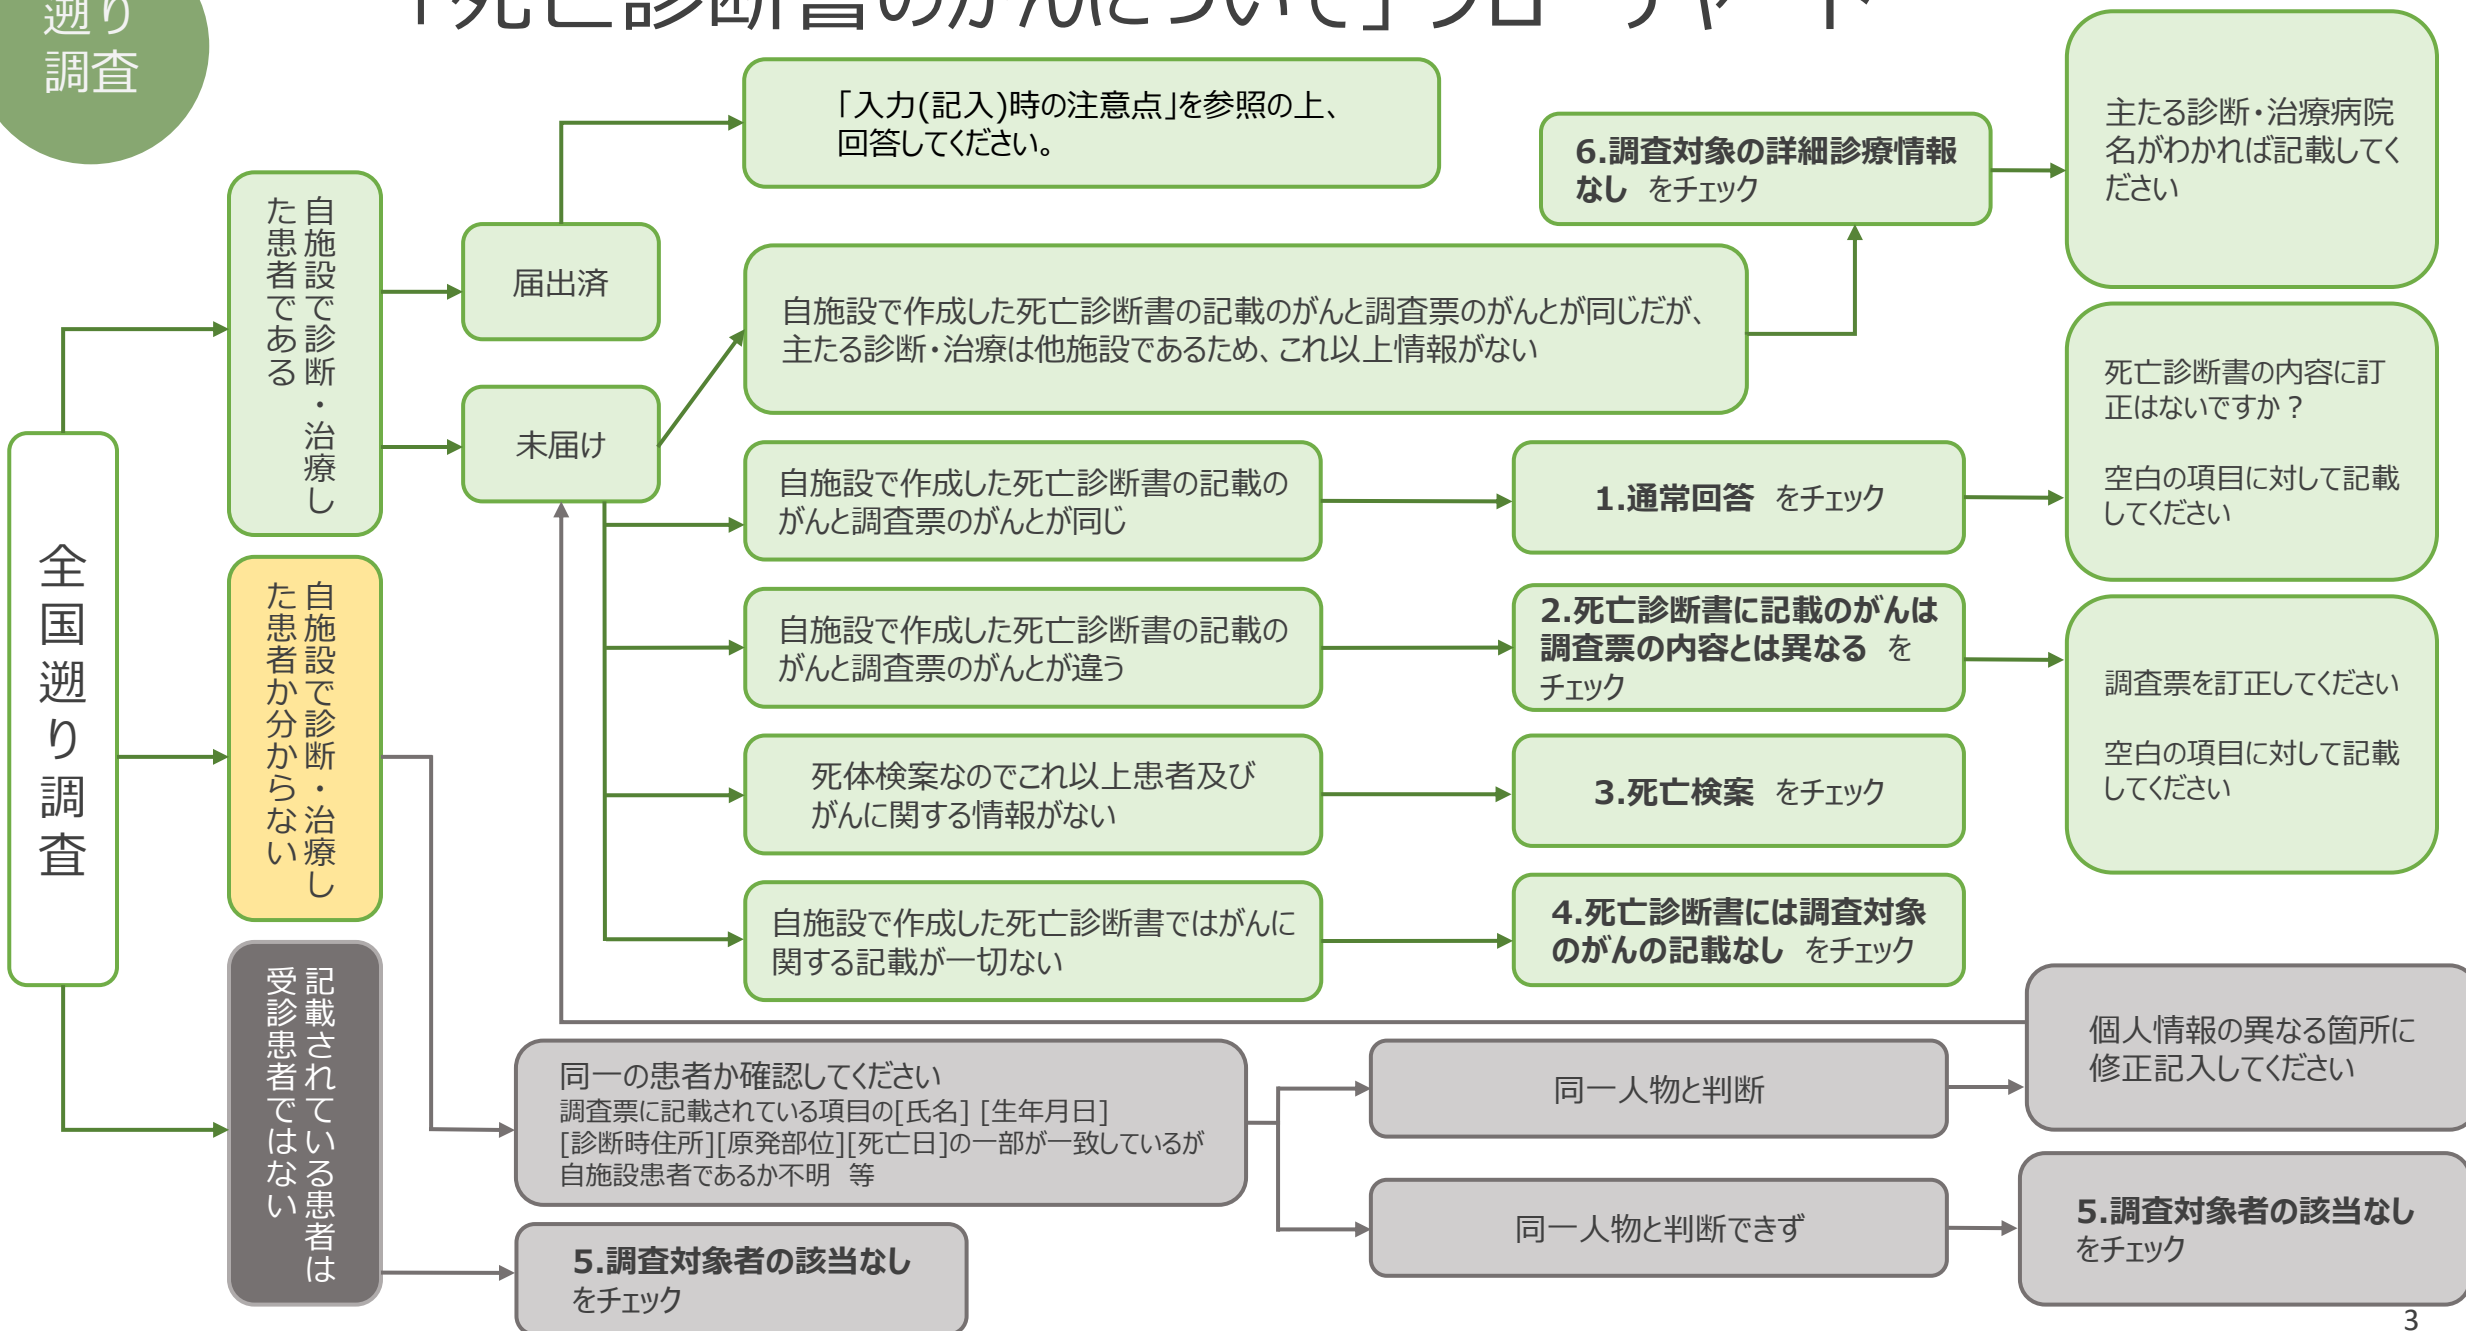 遡り
調査
「死亡診断書のがんについて」フローチャート
全国遡り調査
自施設で診断・治療し
た患者である
自施設で診断・治療し
た患者か分からない
記載されている患者は
受診患者ではない
届出済
未届け
「入力(記入)時の注意点」を参照の上、
回答してください。
自施設で作成した死亡診断書の記載のがんと調査票のがんとが同じだが、
主たる診断・治療は他施設であるため、これ以上情報がない
6.調査対象の詳細診療情報
なし　をチェック
主たる診断・治療病院
名がわかれば記載してく
ださい
自施設で作成した死亡診断書の記載の
がんと調査票のがんとが同じ
1.通常回答　をチェック
死亡診断書の内容に訂
正はないですか？
空白の項目に対して記載
してください
自施設で作成した死亡診断書の記載の
がんと調査票のがんとが違う
2.死亡診断書に記載のがんは
調査票の内容とは異なる　を
チェック
調査票を訂正してください
空白の項目に対して記載
してください
死体検案なのでこれ以上患者及び
がんに関する情報がない
3.死亡検案　をチェック
自施設で作成した死亡診断書ではがんに
関する記載が一切ない
4.死亡診断書には調査対象
のがんの記載なし　をチェック
同一の患者か確認してください
調査票に記載されている項目の[氏名] [生年月日]
[診断時住所][原発部位][死亡日]の一部が一致しているが
自施設患者であるか不明　等
同一人物と判断
個人情報の異なる箇所に
修正記入してください
同一人物と判断できず
5.調査対象者の該当なし
をチェック
5.調査対象者の該当なし
をチェック
3